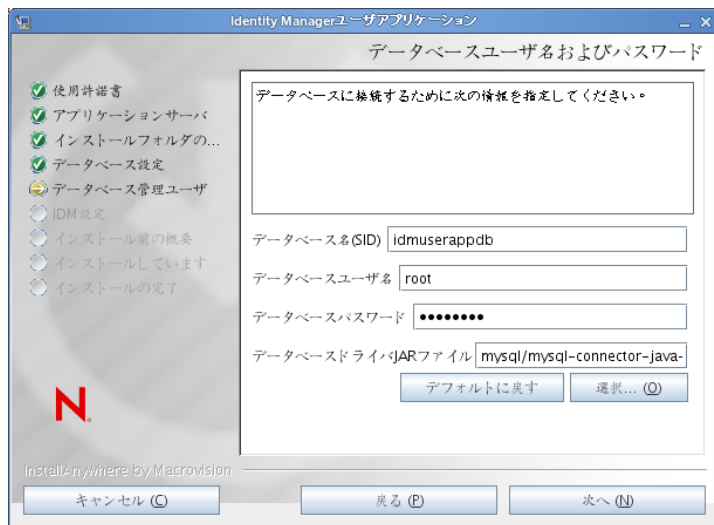 Identity Managerユーザアプリケーション
データベースユーザ名およびパスワード
使用許諾書
アプリケーションサーバ
インストールフォルダの...
データベース設定
データベース管理ユーザ
IDM設定
インストール前の概要
インストールしています
インストールの完了
データベースに接続するために次の情報を指定してください。
データベース名(SID) idmuserappdb
データベースユーザ名 root
データベースパスワード ••••••••
データベースドライバJARファイル mysql/mysql-connector-java-
デフォルトに戻す 選択... (O)
N
InstallAnywhere by Macrovision
キャンセル (C) 戻る (P) 次へ (N)